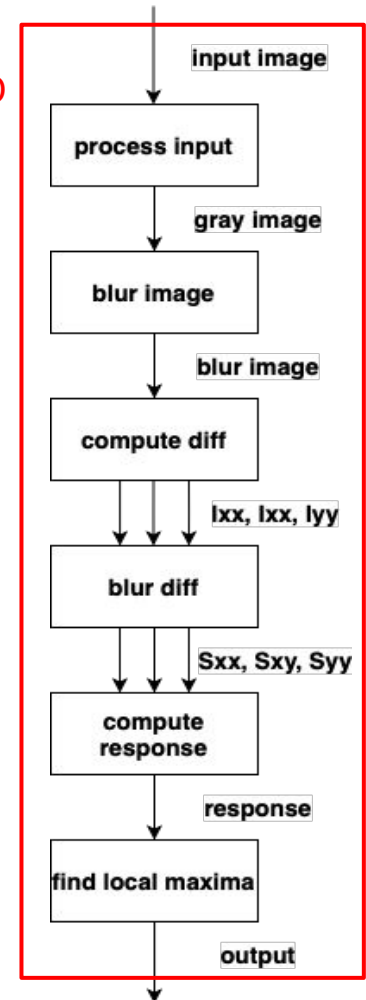 input image
process input
gray image
blur image
blur image
compute diff
Ixx, Ixx, Iyy
blur diff
Sxx, Sxy, Syy
compute
response
response
find local maxima
output